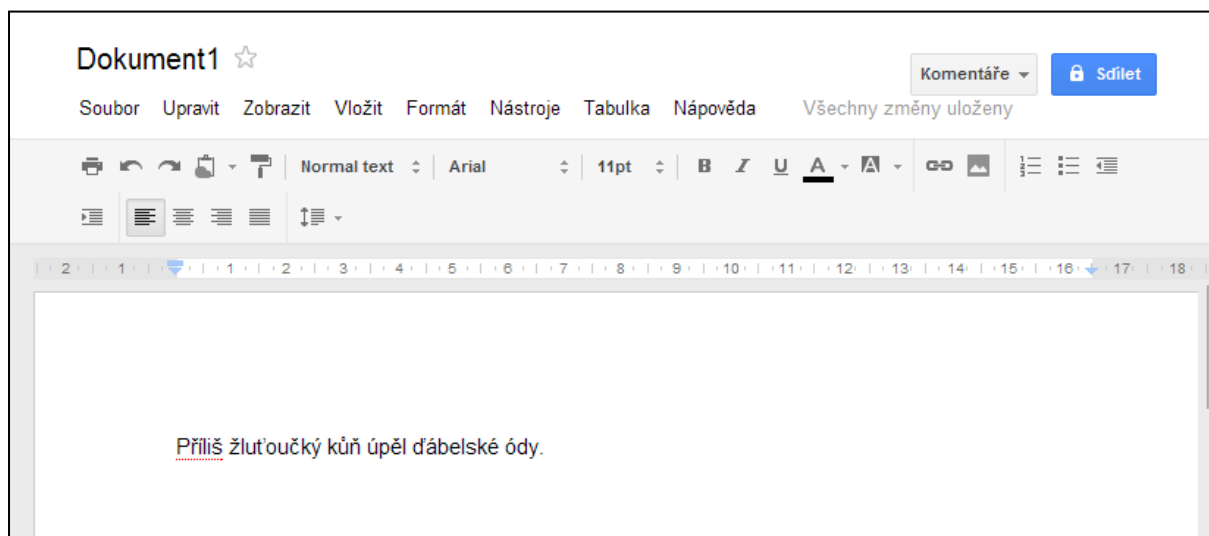 Dokument1
Komentáře
Sdílet
Soubor Upravit Zobrazit Vložit Formát Nástroje Tabulka Nápověda Všechny změny uloženy
Normal text Arial 11pt B I U A A
2 1 1 2 3 4 5 6 7 8 9 10 11 12 13 14 15 16 17 18
Příliš žluťoučký kůň úpěl ďábelské ódy.